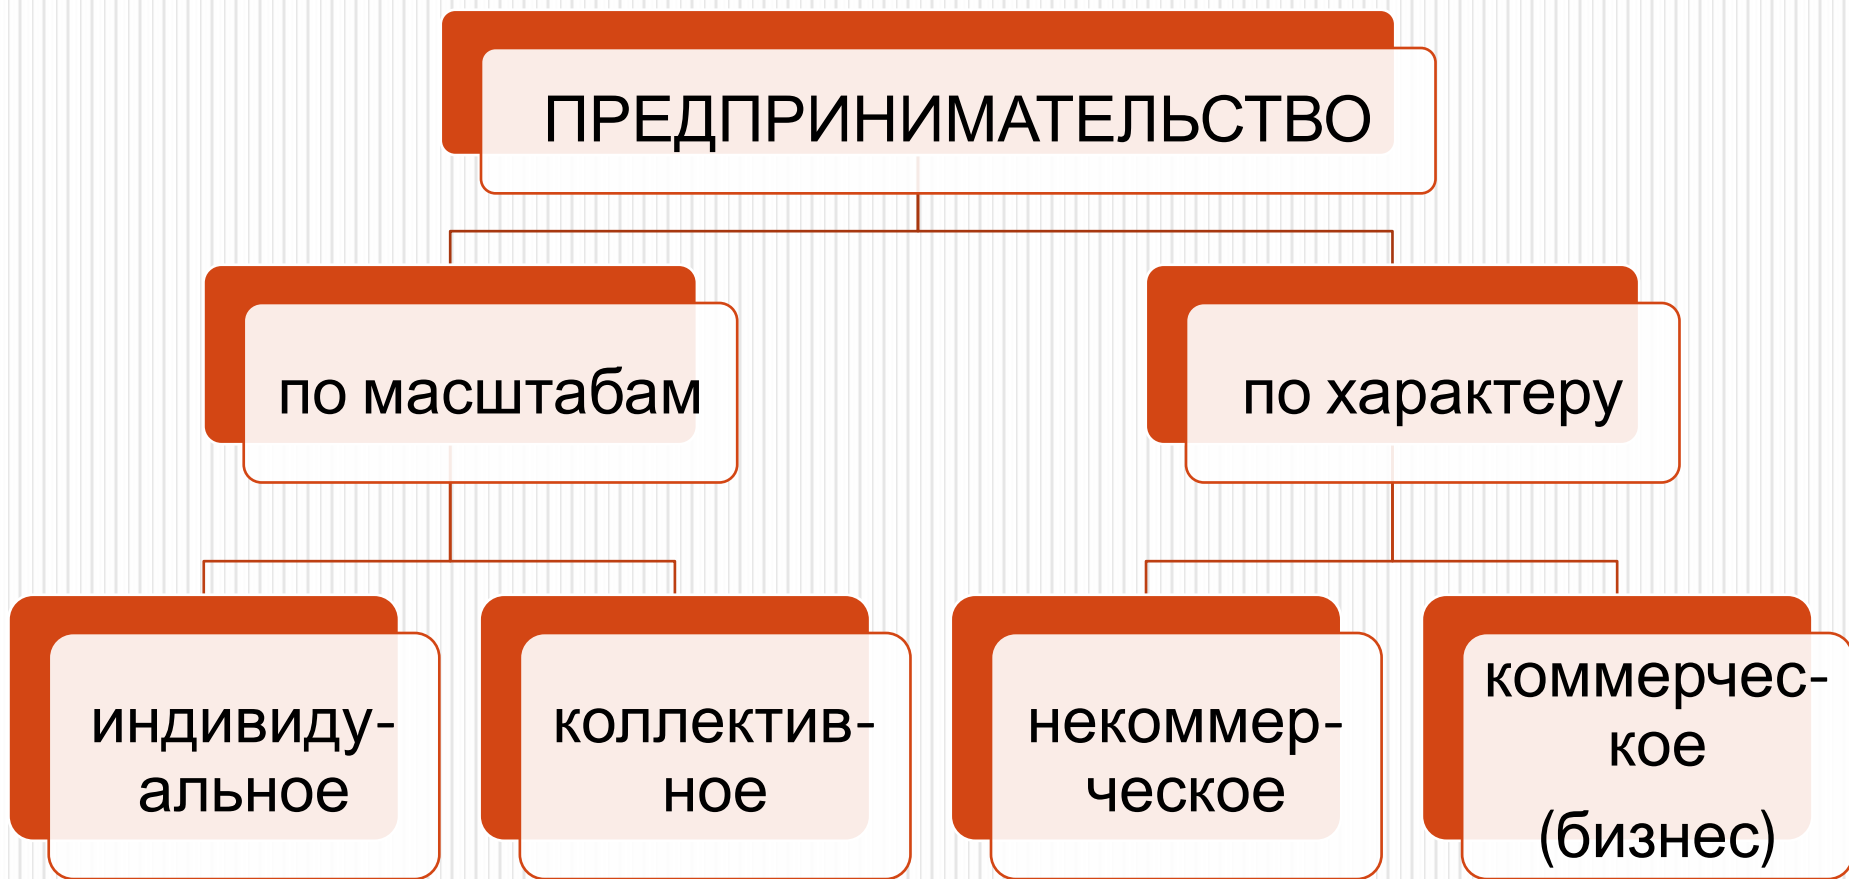 ПРЕДПРИНИМАТЕЛЬСТВО
по масштабам
по характеру
индивиду-
альное
коллектив-
ное
некоммер-
ческое
коммерчес-
кое
(бизнес)